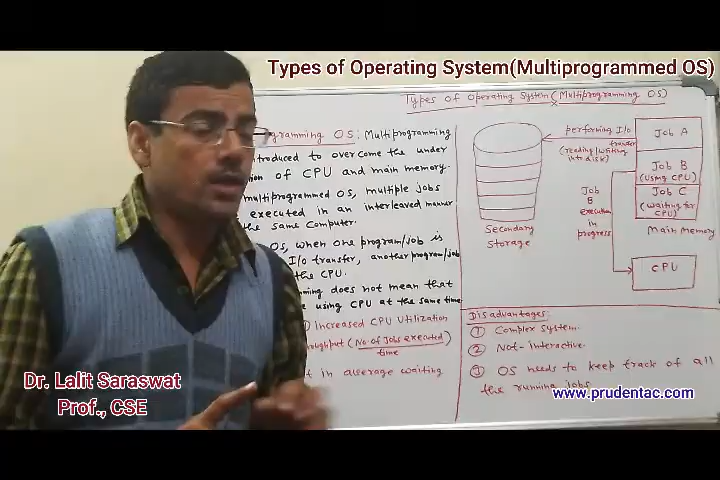 Types of Operating System(Multiprogrammed OS)
Types of Operating System (Multiprogramming OS)
ogramming OS: Multiprogramming
introduced to overcome the under
ion of CPU and main memory.
multiprogrammed OS, multiple jobs
executed in an interleaved manner
the same computer.
OS, when one program/job is
I/o transfer, another program/job
the CPU.
mming does not mean that
using CPU at the same time
Increased CPU Utilization
roughput (No. of Jobs executed)
time
in average waiting
Secondary
Storage
performing I/o
transfer
(reading/writing
into disk)
Job
B
execution
in
progress
Job A
Job B
(Using CPU)
Job C
(waiting for
CPU)
Main Memory
CPU
Disadvantages:
① Complex system.
② Not-interactive.
③ OS needs to keep track of all
the running jobs
Dr. Lalit Saraswat
Prof., CSE
www.prudentac.com